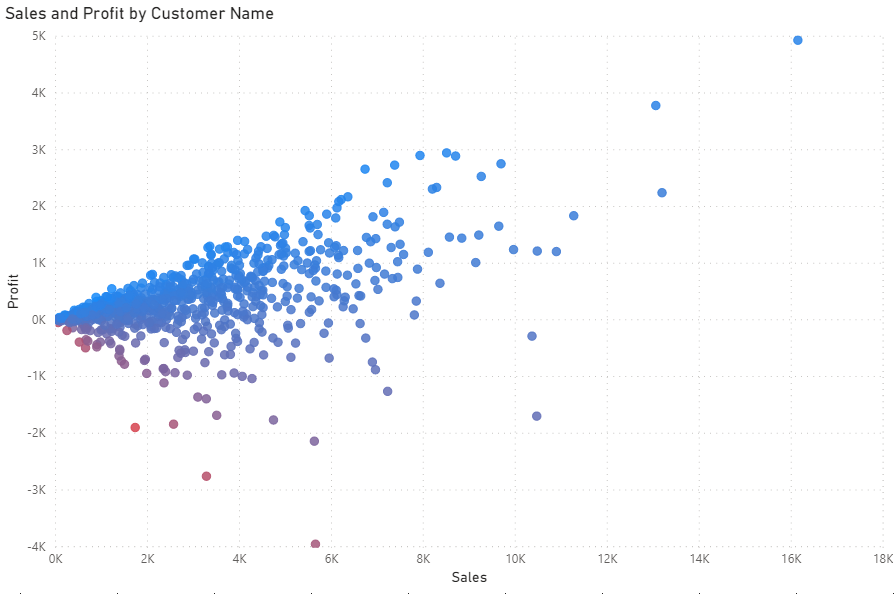 Sales and Profit by Customer Name
5K
4K
3K
2K
1K
0K
-1K
-2K
-3K
-4K
Profit
0K 2K 4K 6K 8K 10K 12K 14K 16K 18K
Sales